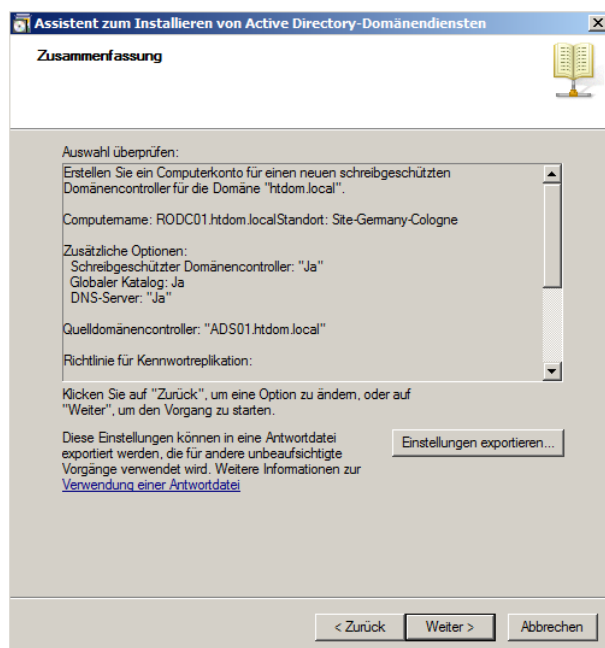 Assistent zum Installieren von Active Directory-Domänendiensten
Zusammenfassung
Auswahl überprüfen:
Erstellen Sie ein Computerkonto für einen neuen schreibgeschützten
Domänencontroller für die Domäne "htdom.local".
Computername: RODC01.htdom.localStandort: Site-Germany-Cologne
Zusätzliche Optionen:
Schreibgeschützter Domänencontroller: "Ja"
Globaler Katalog: Ja
DNS-Server: "Ja"
Quelldomänencontroller: "ADS01.htdom.local"
Richtlinie für Kennwortreplikation:
Klicken Sie auf "Zurück", um eine Option zu ändern, oder auf
"Weiter", um den Vorgang zu starten.
Diese Einstellungen können in eine Antwortdatei
exportiert werden, die für andere unbeaufsichtigte
Vorgänge verwendet wird. Weitere Informationen zur
Verwendung einer Antwortdatei
Einstellungen exportieren...
< Zurück
Weiter >
Abbrechen